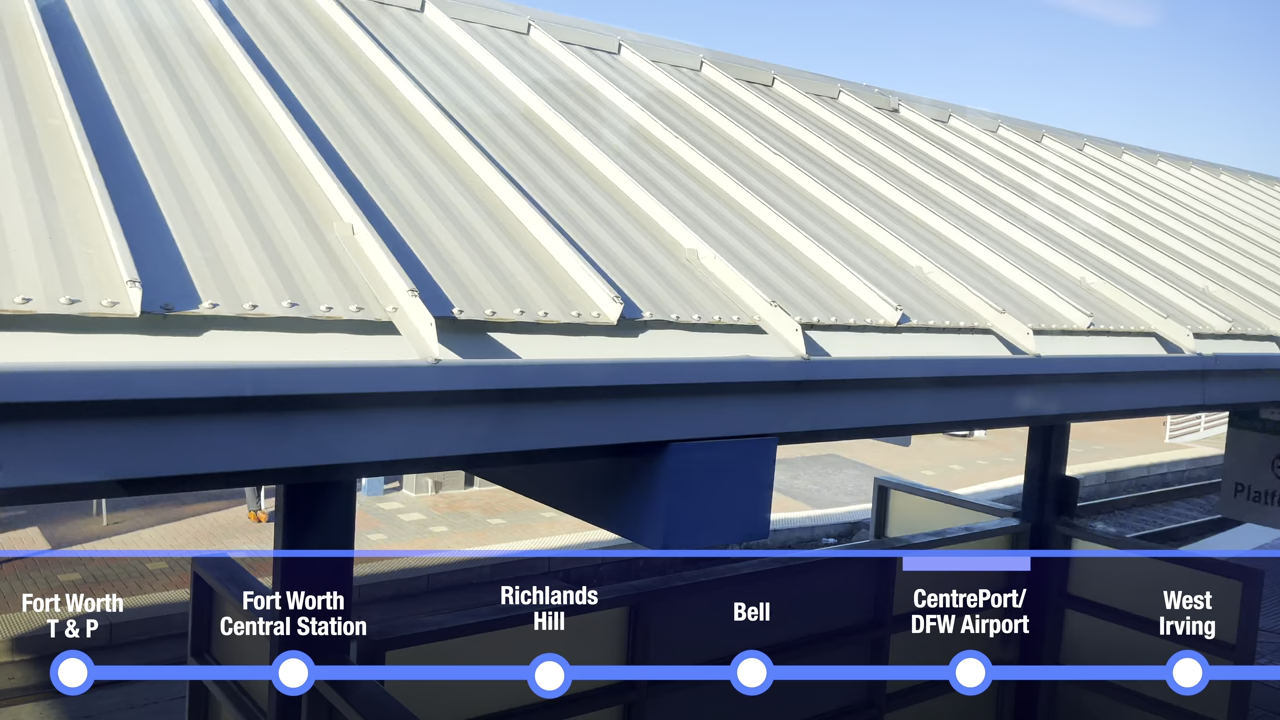 Fort Worth
T & P
Fort Worth
Central Station
Richlands
Hill
Bell
CentrePort/
DFW Airport
West
Irving